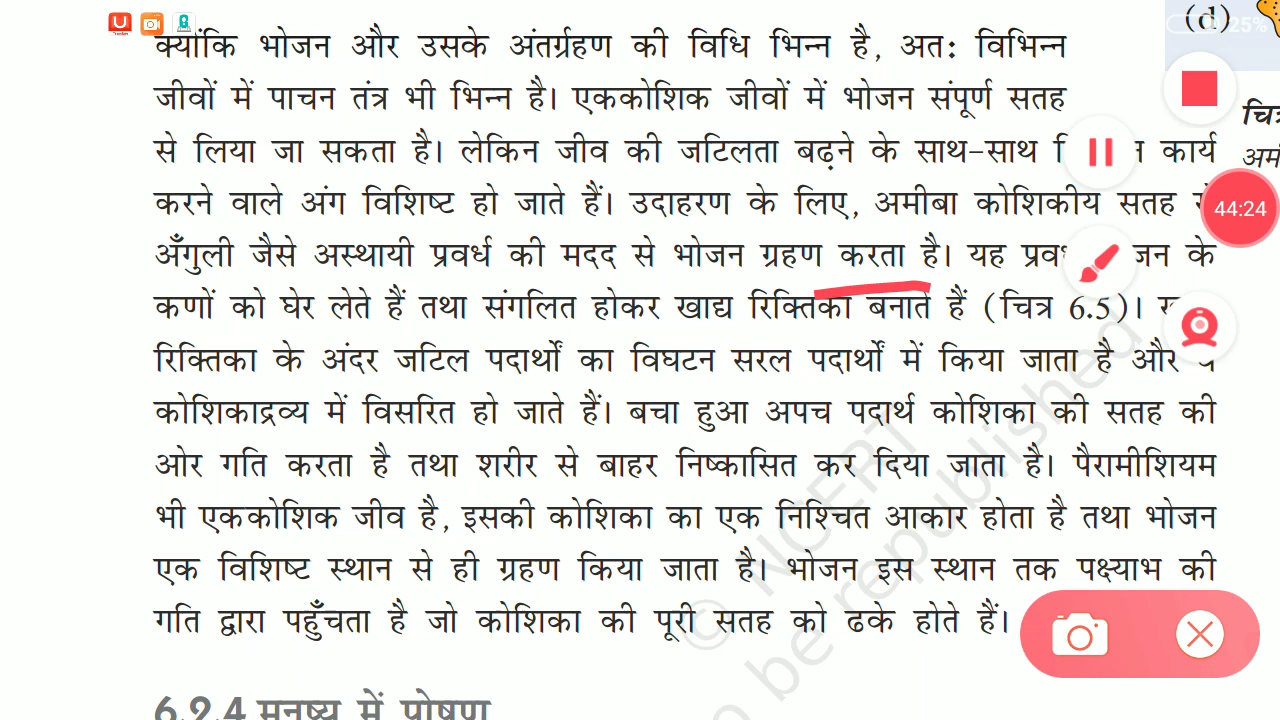 (d)
25%
क्योंकि भोजन और उसके अंतर्ग्रहण की विधि भिन्न है, अतः विभिन्न
जीवों में पाचन तंत्र भी भिन्न है। एककोशिक जीवों में भोजन संपूर्ण सतह
से लिया जा सकता है। लेकिन जीव की जटिलता बढ़ने के साथ-साथ कार्य
करने वाले अंग विशिष्ट हो जाते हैं। उदाहरण के लिए, अमीबा कोशिकीय सतह
अँगुली जैसे अस्थायी प्रवर्ध की मदद से भोजन ग्रहण करता है। यह के
कणों को घेर लेते हैं तथा संगलित होकर खाद्य रिक्तिका बनाते हैं (चित्र 6.5)।
रिक्तिका के अंदर जटिल पदार्थों का विघटन सरल पदार्थों में किया जाता है और
कोशिकाद्रव्य में विसरित हो जाते हैं। बचा हुआ अपच पदार्थ कोशिका की सतह की
ओर गति करता है तथा शरीर से बाहर निष्कासित कर दिया जाता है। पैरामीशियम
भी एककोशिक जीव है, इसकी कोशिका का एक निश्चित आकार होता है तथा भोजन
एक विशिष्ट स्थान से ही ग्रहण किया जाता है। भोजन इस स्थान तक पक्ष्याभ की
गति द्वारा पहुँचता है जो कोशिका की पूरी सतह को ढके होते हैं।
6.2.4 मनुष्य में पोषण
44:24
© NCERT
be republished